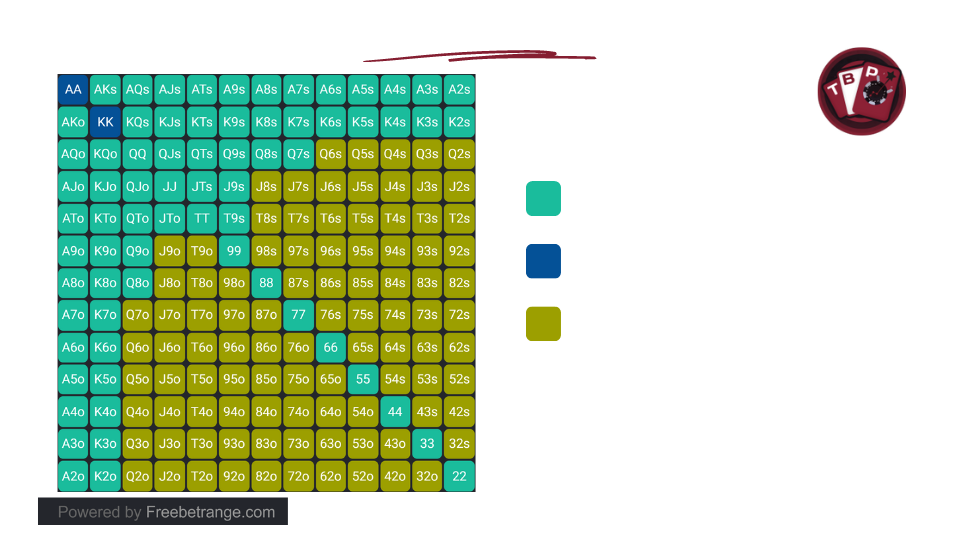 AA AKs AQs AJs ATs A9s A8s A7s A6s A5s A4s A3s A2s
AKo KK KQs KJs KTs K9s K8s K7s K6s K5s K4s K3s K2s
AQo KQo QQ QJs QTs Q9s Q8s Q7s Q6s Q5s Q4s Q3s Q2s
AJo KJo QJo JJ JTs J9s J8s J7s J6s J5s J4s J3s J2s
ATo KTo QTo JTo TT T9s T8s T7s T6s T5s T4s T3s T2s
A9o K9o Q9o J9o T9o 99 98s 97s 96s 95s 94s 93s 92s
A8o K8o Q8o J8o T8o 98o 88 87s 86s 85s 84s 83s 82s
A7o K7o Q7o J7o T7o 97o 87o 77 76s 75s 74s 73s 72s
A6o K6o Q6o J6o T6o 96o 86o 76o 66 65s 64s 63s 62s
A5o K5o Q5o J5o T5o 95o 85o 75o 65o 55 54s 53s 52s
A4o K4o Q4o J4o T4o 94o 84o 74o 64o 54o 44 43s 42s
A3o K3o Q3o J3o T3o 93o 83o 73o 63o 53o 43o 33 32s
A2o K2o Q2o J2o T2o 92o 82o 72o 62o 52o 42o 32o 22
Powered by Freebetrange.com
T B P